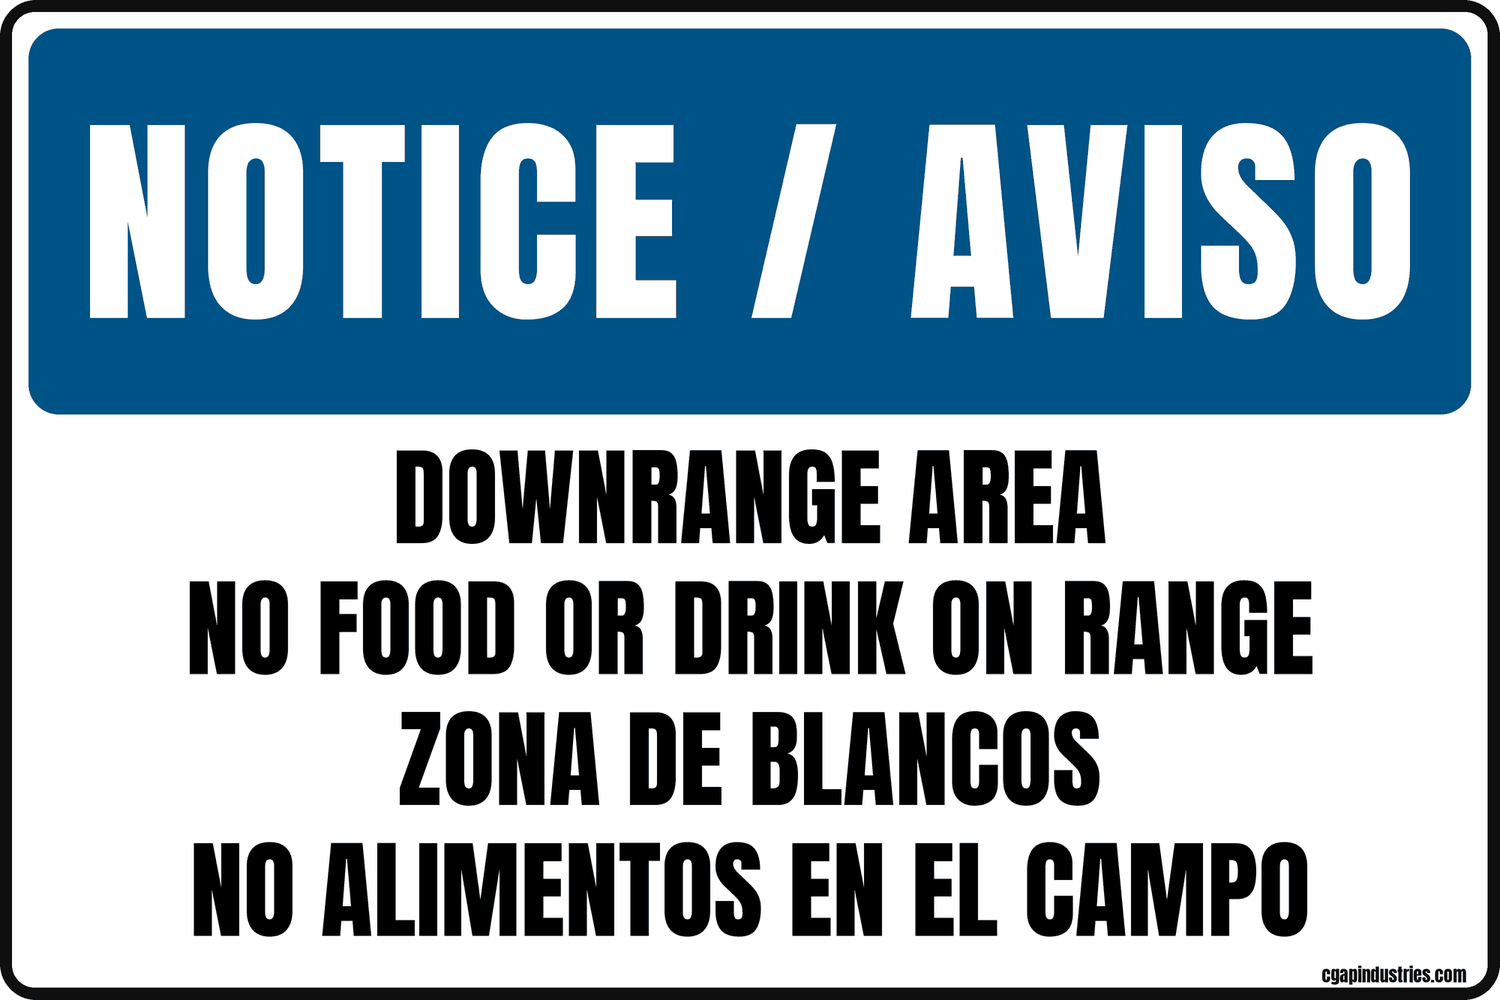 NOTICE / AVISO
DOWNRANGE AREA
NO FOOD OR DRINK ON RANGE
ZONA DE BLANCOS
NO ALIMENTOS EN EL CAMPO
cgapindustries.com